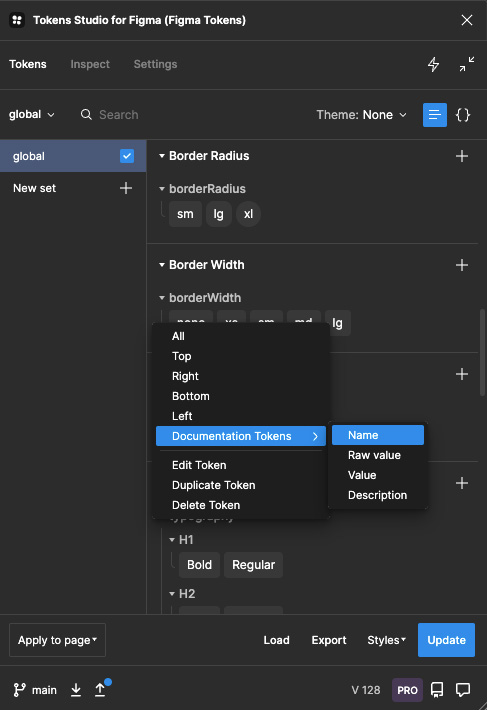 Tokens Studio for Figma (Figma Tokens)
Tokens Inspect Settings
global Search Theme: None
global
New set
Border Radius
borderRadius
sm lg xl
Border Width
borderWidth
none xs sm md lg
All
Top
Right
Bottom
Left
Documentation Tokens
Edit Token
Duplicate Token
Delete Token
Name
Raw value
Value
Description
typography
H1
Bold Regular
H2
Apply to page Load Export Styles Update
main V 128 PRO